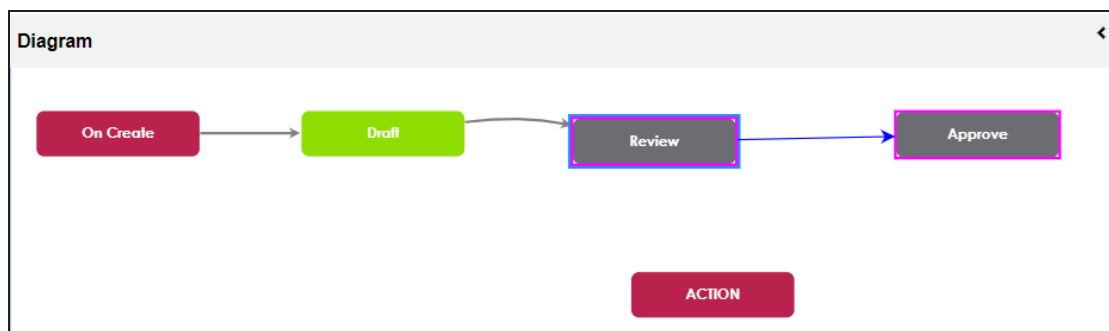 Diagram
On Create
Draft
Review
Approve
ACTION